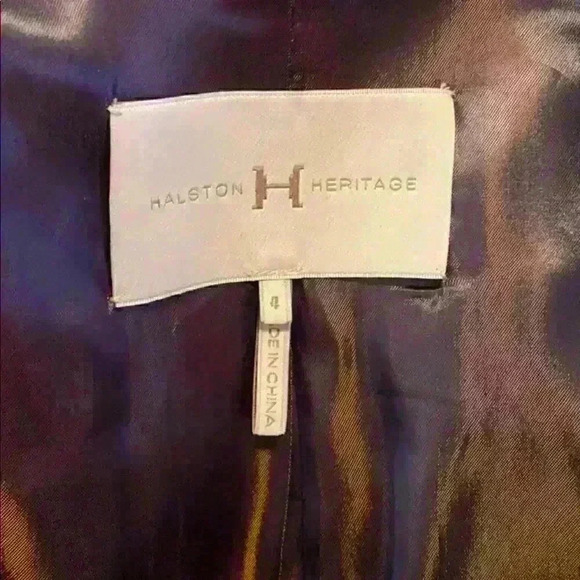 HALSTON H HERITAGE
4
DE IN CHINA